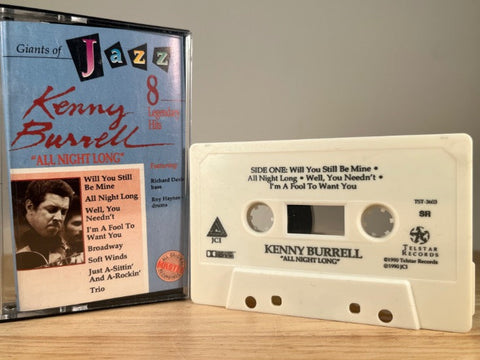 Giants of
Jazz
Kenny
Burrell
"ALL NIGHT LONG"
8
Legendary
Hits
Featuring:
Richard Davis
bass
Roy Haynes
drums
Will You Still
Be Mine
All Night Long
Well, You
Needn't
I'm A Fool To
Want You
Broadway
Soft Winds
Just A-Sittin'
And A-Rockin'
Trio
SIDE ONE: Will You Still Be Mine •
All Night Long • Well, You Needn't •
I'm A Fool To Want You
TST-3603
SR
JCI
TELSTAR
RECORDS
KENNY BURRELL
"ALL NIGHT LONG"
©1990 Telstar Records
℗1990 JCI